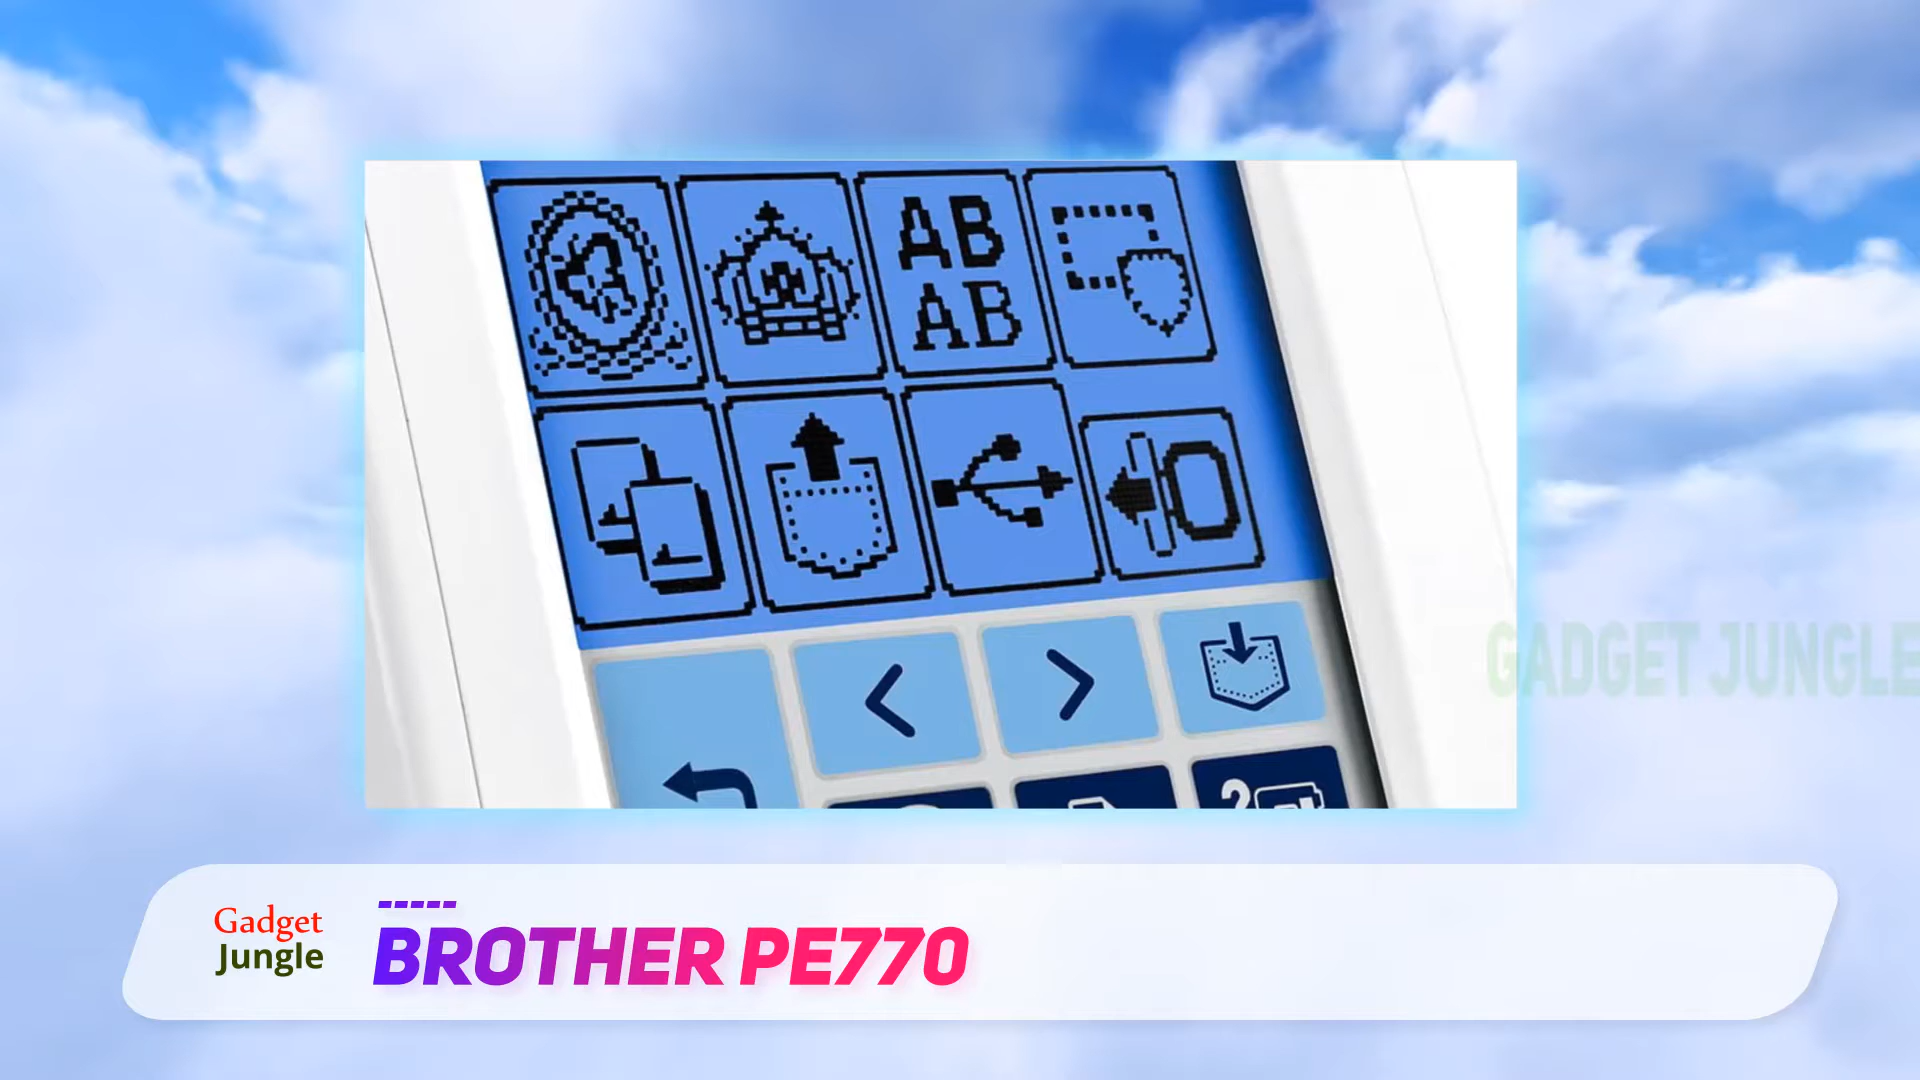 AB
AB
GADGET JUNGLE
Gadget
Jungle
BROTHER PE770